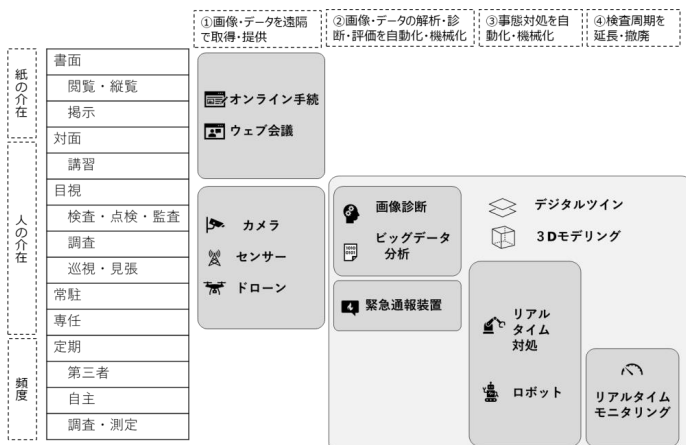 ①画像・データを遠隔
で取得・提供
②画像・データの解析・診
断・評価を自動化・機械化
③事態対処を自
動化・機械化
④検査周期を
延長・撤廃
紙の介在
人の介在
頻度
書面
閲覧・縦覧
掲示
対面
講習
目視
検査・点検・監査
調査
巡視・見張
常駐
専任
定期
第三者
自主
調査・測定
オンライン手続
ウェブ会議
カメラ
センサー
ドローン
画像診断
ビッグデータ
分析
緊急通報装置
デジタルツイン
3Dモデリング
リアル
タイム
対処
ロボット
リアルタイム
モニタリング